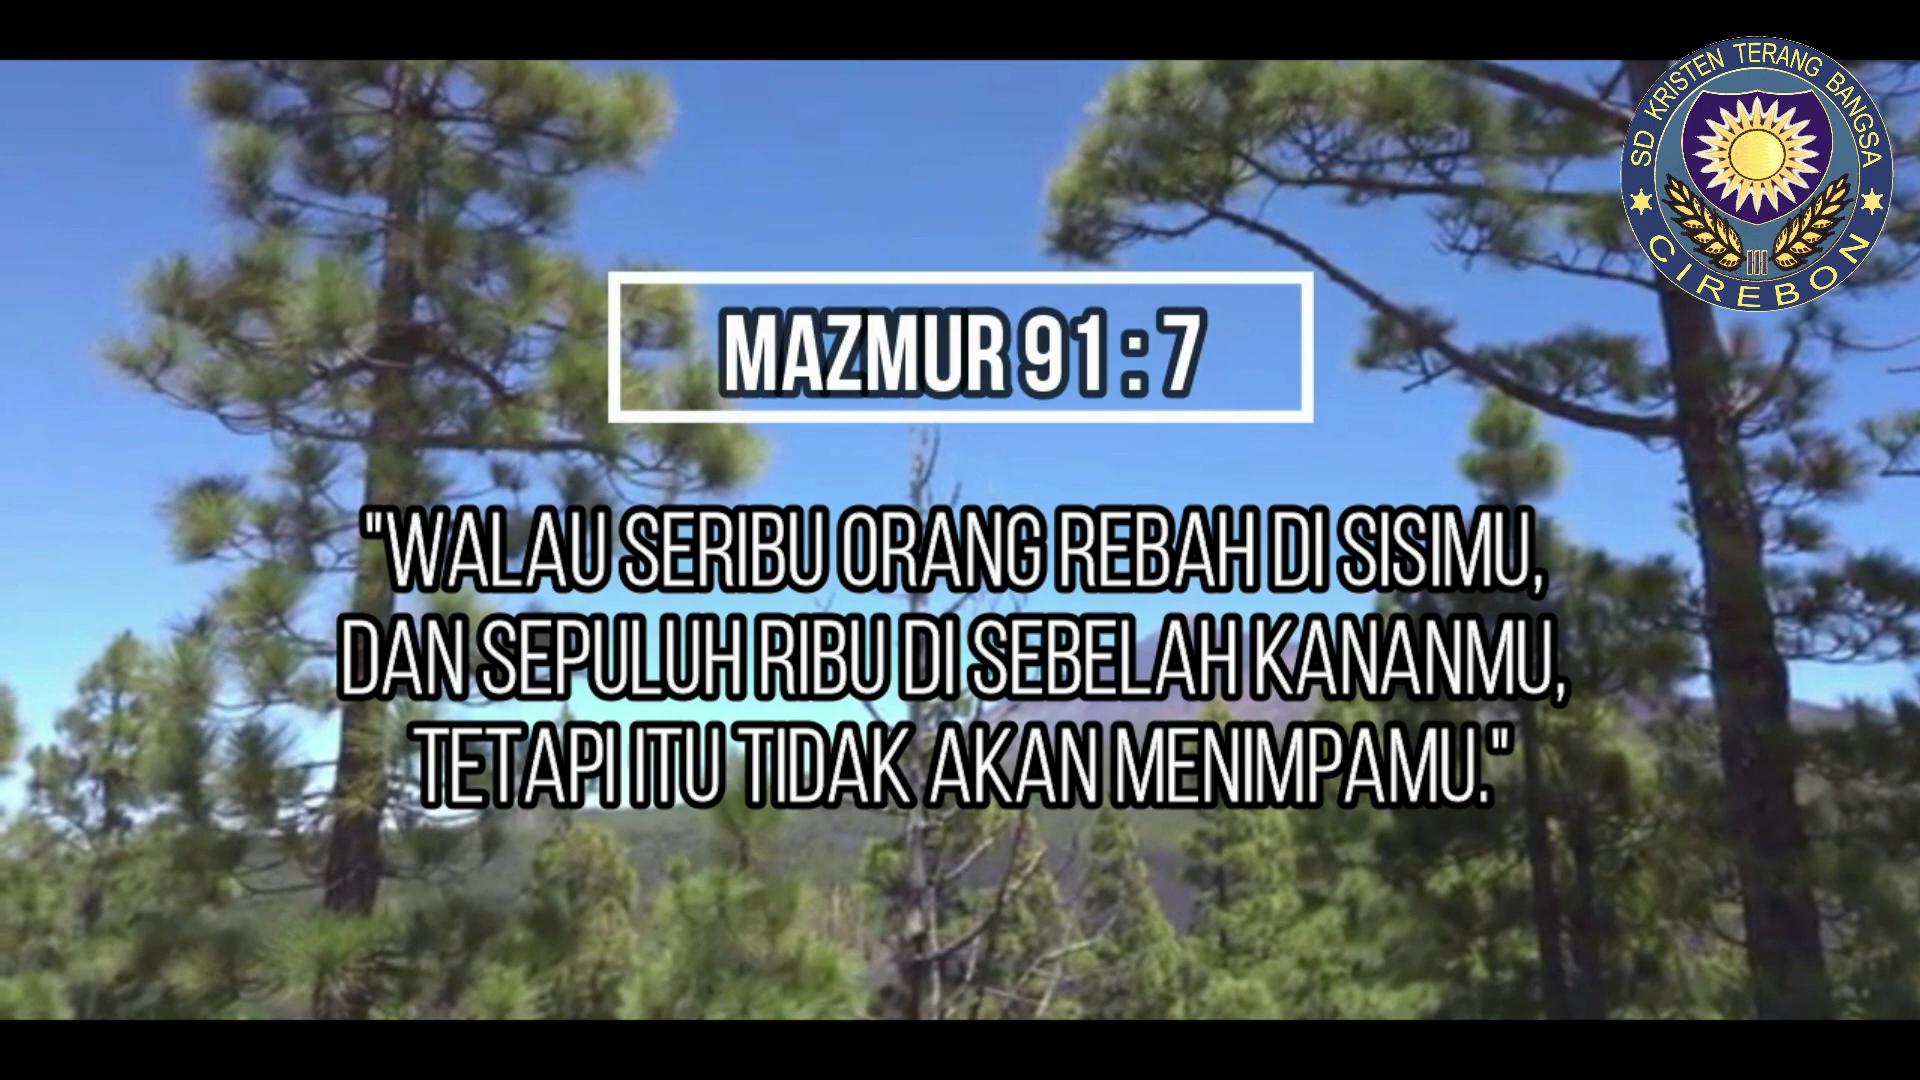 SD KRISTEN TERANG BANGSA
CIREBON
MAZMUR 91 : 7
"WALAU SERIBU ORANG REBAH DI SISIMU,
DAN SEPULUH RIBU DI SEBELAH KANANMU,
TETAPI ITU TIDAK AKAN MENIMPAMU."